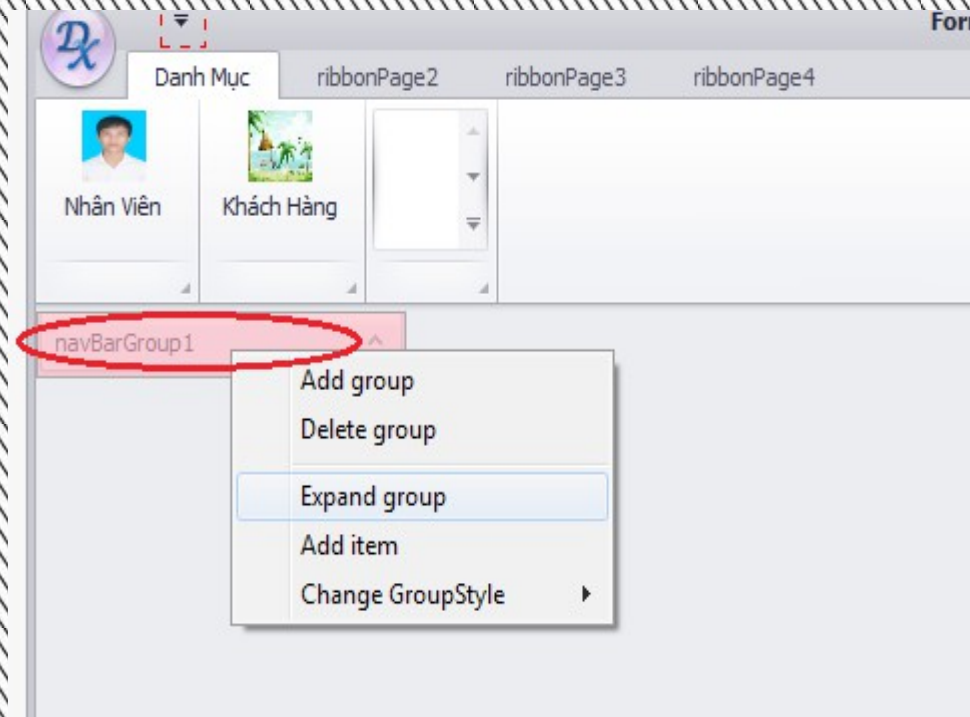 Form
DX
Danh Mục ribbonPage2 ribbonPage3 ribbonPage4
Nhân Viên Khách Hàng
navBarGroup1
Add group
Delete group
Expand group
Add item
Change GroupStyle